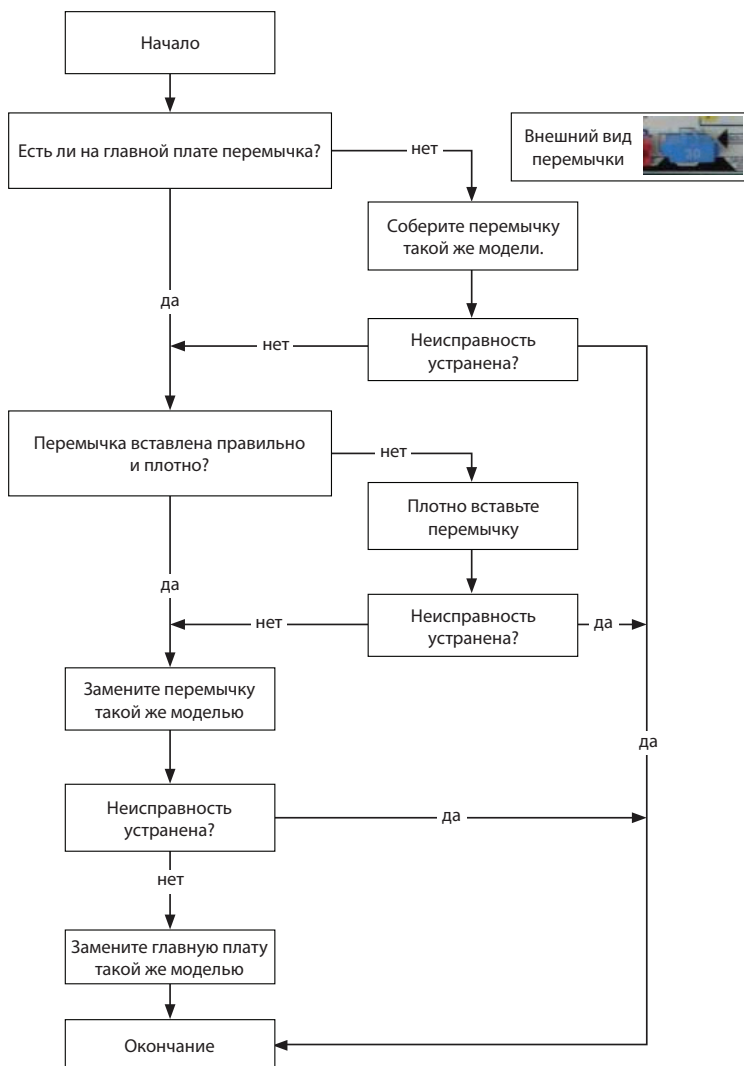 Начало
Есть ли на главной плате перемычка?
нет
Внешний вид
перемычки
30
Соберите перемычку
такой же модели.
да
нет
Неисправность
устранена?
Перемычка вставлена правильно
и плотно?
нет
Плотно вставьте
перемычку
да
нет
Неисправность
устранена?
да
Замените перемычку
такой же моделью
да
Неисправность
устранена?
да
нет
Замените главную плату
такой же моделью
Окончание